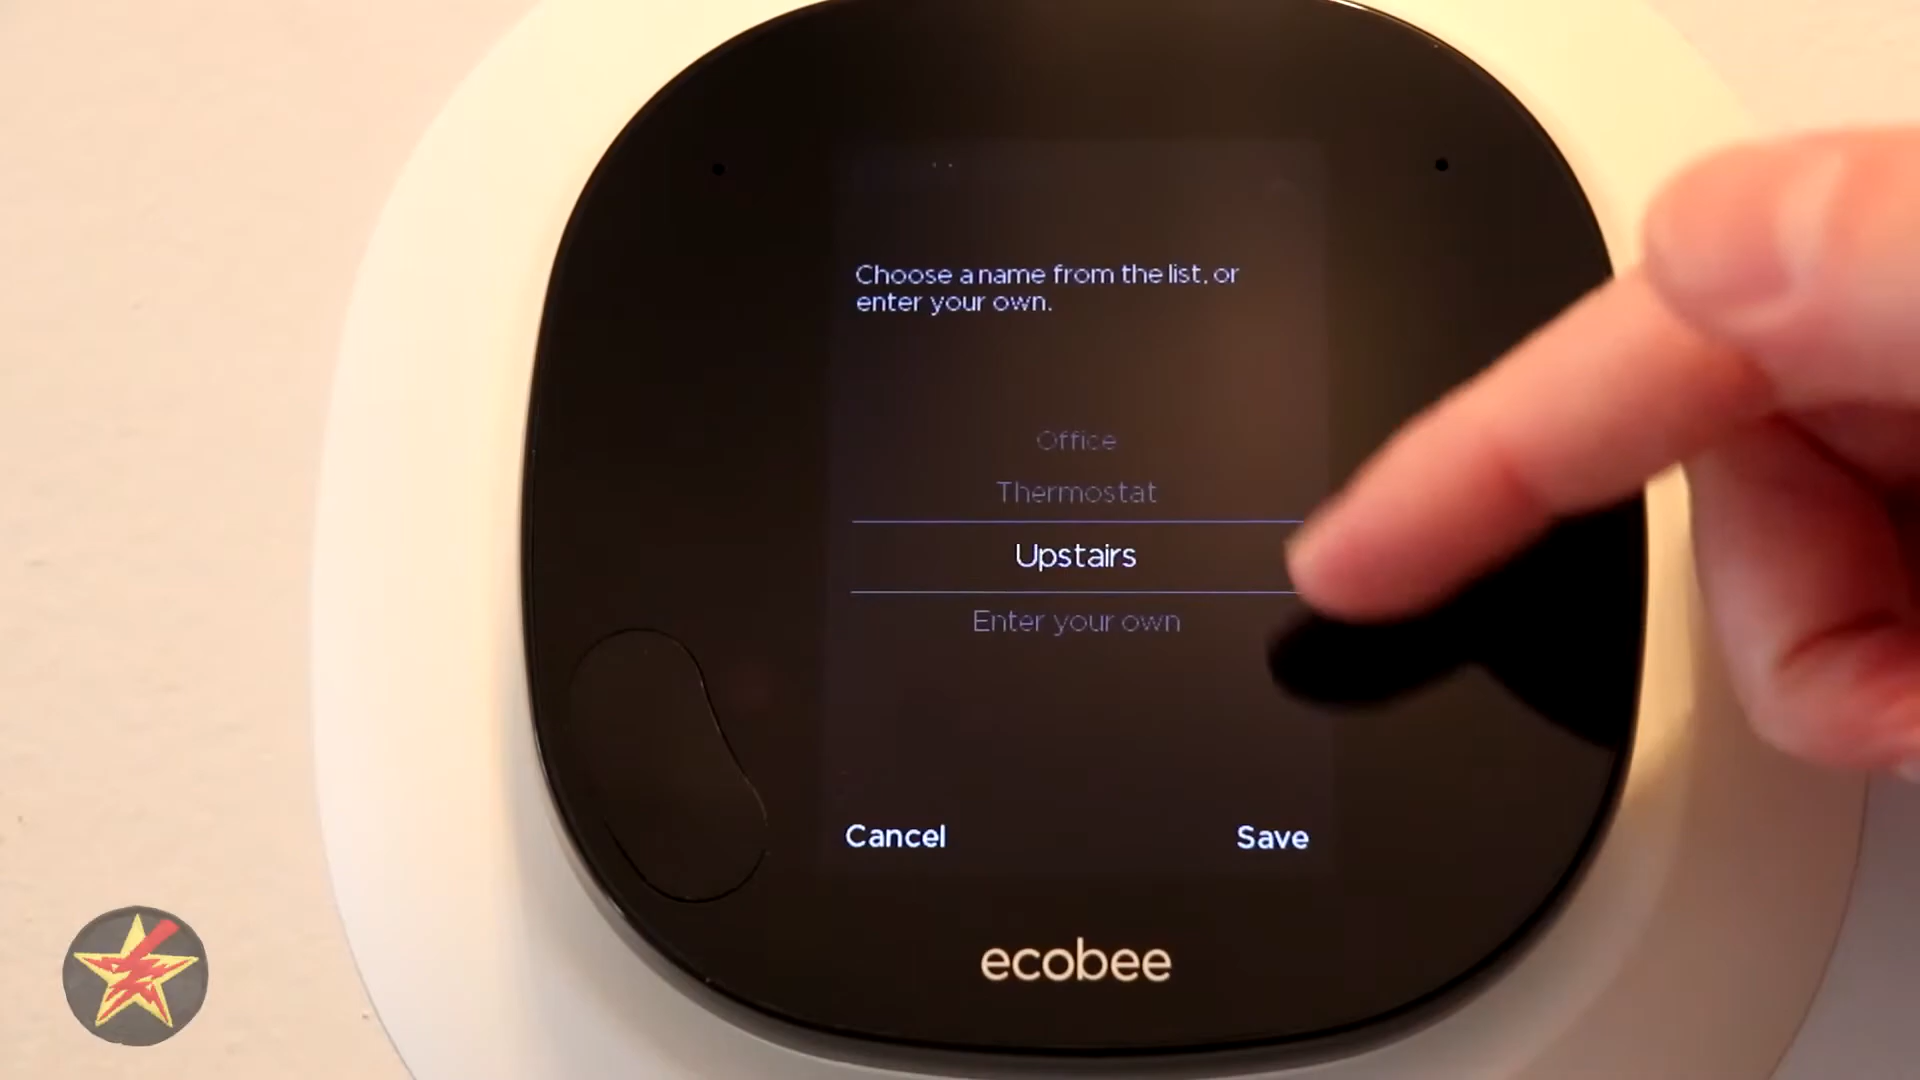 Choose a name from the list, or
enter your own.
Office
Thermostat
Upstairs
Enter your own
Cancel
Save
ecobee